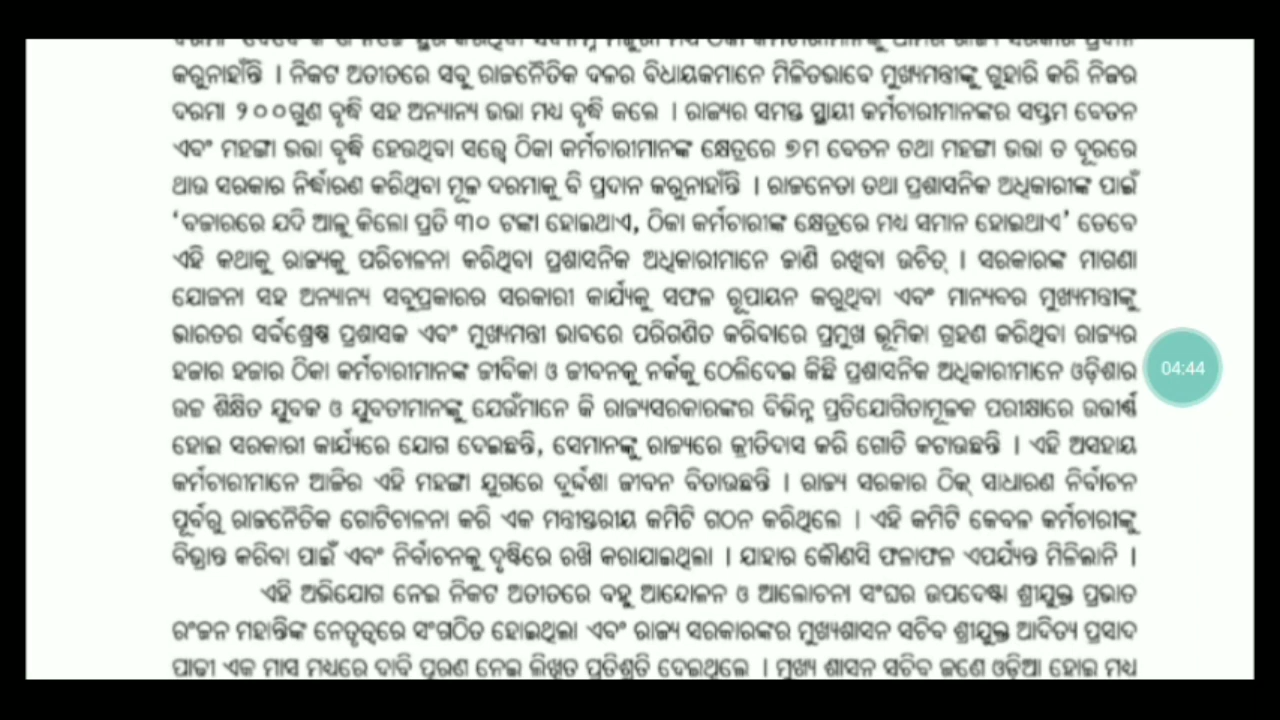 କରୁନାହାଁନ୍ତି । ନିକଟ ଅତୀତରେ ସବୁ ରାଜନୈତିକ ଦଳର ବିଧାୟକମାନେ ମିଳିତଭାବେ ମୁଖ୍ୟମନ୍ତ୍ରୀଙ୍କୁ ଗୁହାରି କରି ନିଜର
ଦରମା ୨୦୦ଗୁଣ ବୃଦ୍ଧି ସହ ଅନ୍ୟାନ୍ୟ ଭତ୍ତା ମଧ୍ୟ ବୃଦ୍ଧି କଲେ । ରାଜ୍ୟର ସମସ୍ତ ସ୍ଥାୟୀ କର୍ମଚାରୀମାନଙ୍କର ସପ୍ତମ ବେତନ
ଏବଂ ମହଙ୍ଗା ଭତ୍ତା ବୃଦ୍ଧି ହେଉଥିବା ସତ୍ତ୍ୱେ ଠିକା କର୍ମଚାରୀମାନଙ୍କ କ୍ଷେତ୍ରରେ ୭ମ ବେତନ ତଥା ମହଙ୍ଗା ଭତ୍ତା ତ ଦୂରରେ
ଥାଉ ସରକାର ନିର୍ଦ୍ଧାରଣ କରିଥିବା ମୂଳ ଦରମାକୁ ବି ପ୍ରଦାନ କରୁନାହାଁନ୍ତି । ରାଜନେତା ତଥା ପ୍ରଶାସନିକ ଅଧିକାରୀଙ୍କ ପାଇଁ
‘ବଜାରରେ ଯଦି ଆଳୁ କିଲୋ ପ୍ରତି ୩୦ ଟଙ୍କା ହୋଇଥାଏ, ଠିକା କର୍ମଚାରୀଙ୍କ କ୍ଷେତ୍ରରେ ମଧ୍ୟ ସମାନ ହୋଇଥାଏ’ ତେବେ
ଏହି କଥାକୁ ରାଜ୍ୟକୁ ପରିଚାଳନା କରିଥିବା ପ୍ରଶାସନିକ ଅଧିକାରୀମାନେ ଜାଣି ରଖିବା ଉଚିତ୍ । ସରକାରଙ୍କ ମାଗଣା
ଯୋଜନା ସହ ଅନ୍ୟାନ୍ୟ ସବୁପ୍ରକାରର ସରକାରୀ କାର୍ଯ୍ୟକୁ ସଫଳ ରୂପାୟନ କରୁଥିବା ଏବଂ ମାନ୍ୟବର ମୁଖ୍ୟମନ୍ତ୍ରୀଙ୍କୁ
ଭାରତର ସର୍ବଶ୍ରେଷ୍ଠ ପ୍ରଶାସକ ଏବଂ ମୁଖ୍ୟମନ୍ତ୍ରୀ ଭାବରେ ପରିଗଣିତ କରିବାରେ ପ୍ରମୁଖ ଭୂମିକା ଗ୍ରହଣ କରିଥିବା ରାଜ୍ୟର
ହଜାର ହଜାର ଠିକା କର୍ମଚାରୀମାନଙ୍କ ଜୀବିକା ଓ ଜୀବନକୁ ନର୍କକୁ ଠେଲିଦେଇ କିଛି ପ୍ରଶାସନିକ ଅଧିକାରୀମାନେ ଓଡ଼ିଶାର
ଉଚ୍ଚ ଶିକ୍ଷିତ ଯୁବକ ଓ ଯୁବତୀମାନଙ୍କୁ ଯେଉଁମାନେ କି ରାଜ୍ୟସରକାରଙ୍କର ବିଭିନ୍ନ ପ୍ରତିଯୋଗିତାମୂଳକ ପରୀକ୍ଷାରେ ଉତ୍ତୀର୍ଣ୍ଣ
ହୋଇ ସରକାରୀ କାର୍ଯ୍ୟରେ ଯୋଗ ଦେଇଛନ୍ତି, ସେମାନଙ୍କୁ ରାଜ୍ୟରେ କ୍ରୀତିଦାସ କରି ଗୋତି କଟାଉଛନ୍ତି । ଏହି ଅସହାୟ
କର୍ମଚାରୀମାନେ ଆଜିର ଏହି ମହଙ୍ଗା ଯୁଗରେ ଦୁର୍ଦ୍ଦଶା ଜୀବନ ବିତାଉଛନ୍ତି । ରାଜ୍ୟ ସରକାର ଠିକ୍ ସାଧାରଣ ନିର୍ବାଚନ
ପୂର୍ବରୁ ରାଜନୈତିକ ଗୋଟିଚାଳନା କରି ଏକ ମନ୍ତ୍ରୀସ୍ତରୀୟ କମିଟି ଗଠନ କରିଥିଲେ । ଏହି କମିଟି କେବଳ କର୍ମଚାରୀଙ୍କୁ
ବିଭ୍ରାନ୍ତ କରିବା ପାଇଁ ଏବଂ ନିର୍ବାଚନକୁ ଦୃଷ୍ଟିରେ ରଖି କରାଯାଇଥିଲା । ଯାହାର କୌଣସି ଫଳାଫଳ ଏପର୍ଯ୍ୟନ୍ତ ମିଳିଲାନି ।
ଏହି ଅଭିଯୋଗ ନେଇ ନିକଟ ଅତୀତରେ ବହୁ ଆନ୍ଦୋଳନ ଓ ଆଲୋଚନା ସଂଘର ଉପଦେଷ୍ଟା ଶ୍ରୀଯୁକ୍ତ ପ୍ରଭାତ
ରଂଜନ ମହାନ୍ତିଙ୍କ ନେତୃତ୍ୱରେ ସଂଗଠିତ ହୋଇଥିଲା ଏବଂ ରାଜ୍ୟ ସରକାରଙ୍କର ମୁଖ୍ୟଶାସନ ସଚିବ ଶ୍ରୀଯୁକ୍ତ ଆଦିତ୍ୟ ପ୍ରସାଦ
ପାଢୀ ଏକ ମାସ ମଧ୍ୟରେ ଦାବି ପୂରଣ ନେଇ ଲିଖିତ ପ୍ରତିଶ୍ରୁତି ଦେଇଥିଲେ । ମୁଖ୍ୟ ଶାସନ ସଚିବ ଜଣେ ଓଡ଼ିଆ ହୋଇ ମଧ୍ୟ
04:44